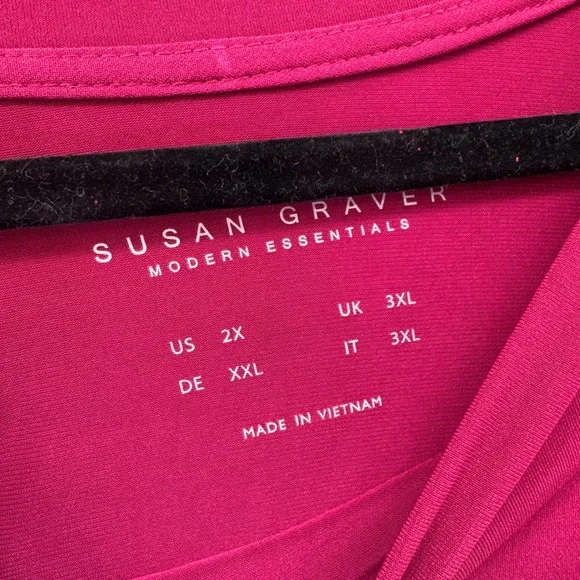 SUSAN GRAVER
MODERN ESSENTIALS
US 2X UK 3XL
DE XXL IT 3XL
MADE IN VIETNAM